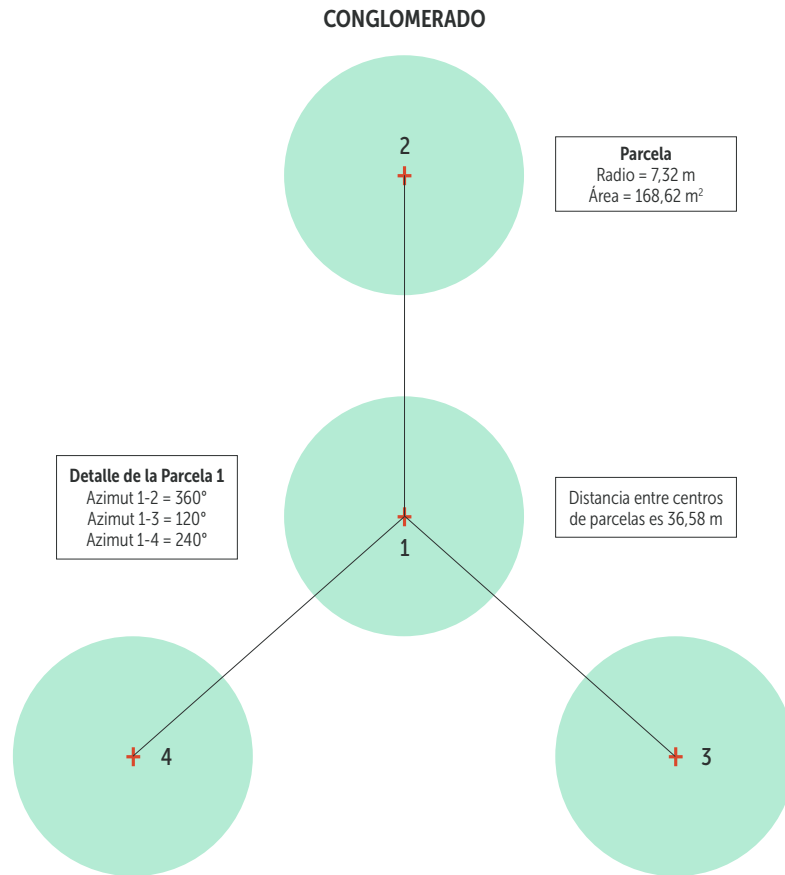 CONGLOMERADO
2
Parcela
Radio = 7,32 m
Área = 168,62 m²
Detalle de la Parcela 1
Azimut 1-2 = 360°
Azimut 1-3 = 120°
Azimut 1-4 = 240°
Distancia entre centros
de parcelas es 36,58 m
1
4
3